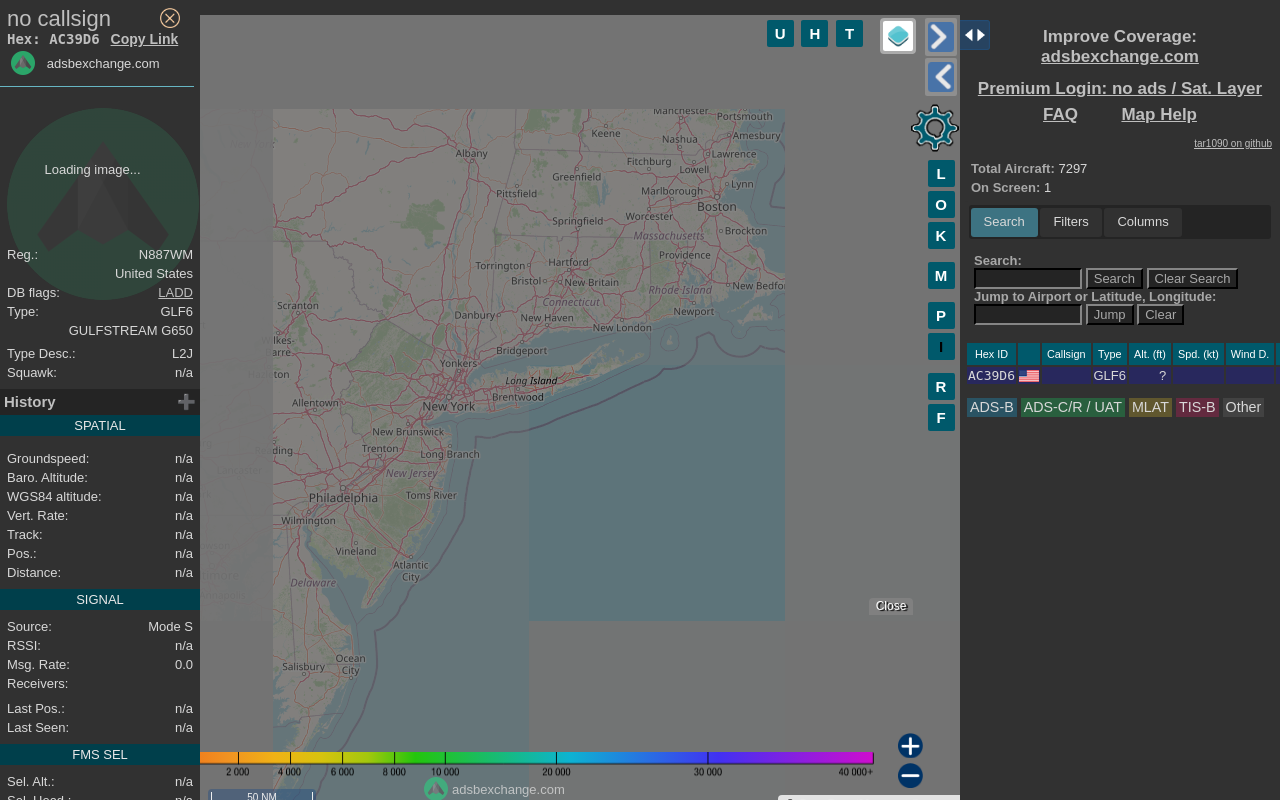 no callsign
Hex: AC39D6 Copy Link
adsbexchange.com
Loading image...
Reg.: N887WM
United States
DB flags: LADD
Type: GLF6
GULFSTREAM G650
Type Desc.: L2J
Squawk: n/a
History
SPATIAL
Groundspeed: n/a
Baro. Altitude: n/a
WGS84 altitude: n/a
Vert. Rate: n/a
Track: n/a
Pos.: n/a
Distance: n/a
SIGNAL
Source: Mode S
RSSI: n/a
Msg. Rate: 0.0
Receivers:
Last Pos.: n/a
Last Seen: n/a
FMS SEL
Sel. Alt.: n/a
Sel. Head.: n/a
U H T
L
O
K
M
P
I
R
F
Manchester
Portsmouth
Keene
Nashua
Amesbury
Albany
Fitchburg
Lawrence
Lowell
Greenfield
Pittsfield
Marlborough
Lynn
Boston
Springfield
Worcester
Massachusetts
Brockton
Torrington
Hartford
Providence
Bristol
New Britain
Rhode Island
New Bedfor
Scranton
Connecticut
Danbury
New Haven
New London
Newport
Bridgeport
Yonkers
Long Island
Allentown
New York
Brentwood
New Brunswick
Trenton
Long Branch
New Jersey
Philadelphia
Toms River
Wilmington
Vineland
Atlantic
City
Delaware
Ocean
City
Salisbury
Close
2 000 4 000 6 000 8 000 10 000 20 000 30 000 40 000+
adsbexchange.com
50 NM
Improve Coverage:
adsbexchange.com
Premium Login: no ads / Sat. Layer
FAQ Map Help
tar1090 on github
Total Aircraft: 7297
On Screen: 1
Search Filters Columns
Search:
Search Clear Search
Jump to Airport or Latitude, Longitude:
Jump Clear
Hex ID Callsign Type Alt. (ft) Spd. (kt) Wind D.
AC39D6 GLF6 ?
ADS-B ADS-C/R / UAT MLAT TIS-B Other